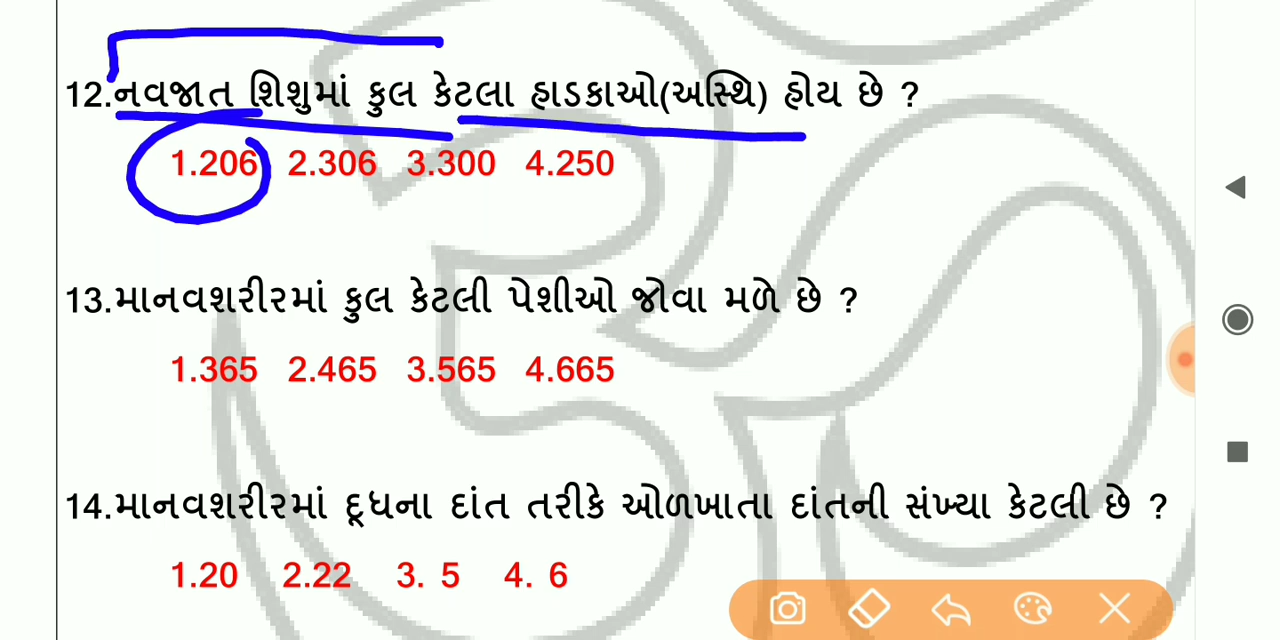 12.નવજાત શિશુમાં કુલ કેટલા હાડકાઓ(અસ્થિ) હોય છે ?
1.206 2.306 3.300 4.250
13.માનવશરીરમાં કુલ કેટલી પેશીઓ જોવા મળે છે ?
1.365 2.465 3.565 4.665
14.માનવશરીરમાં દૂધના દાંત તરીકે ઓળખાતા દાંતની સંખ્યા કેટલી છે ?
1.20 2.22 3. 5 4. 6